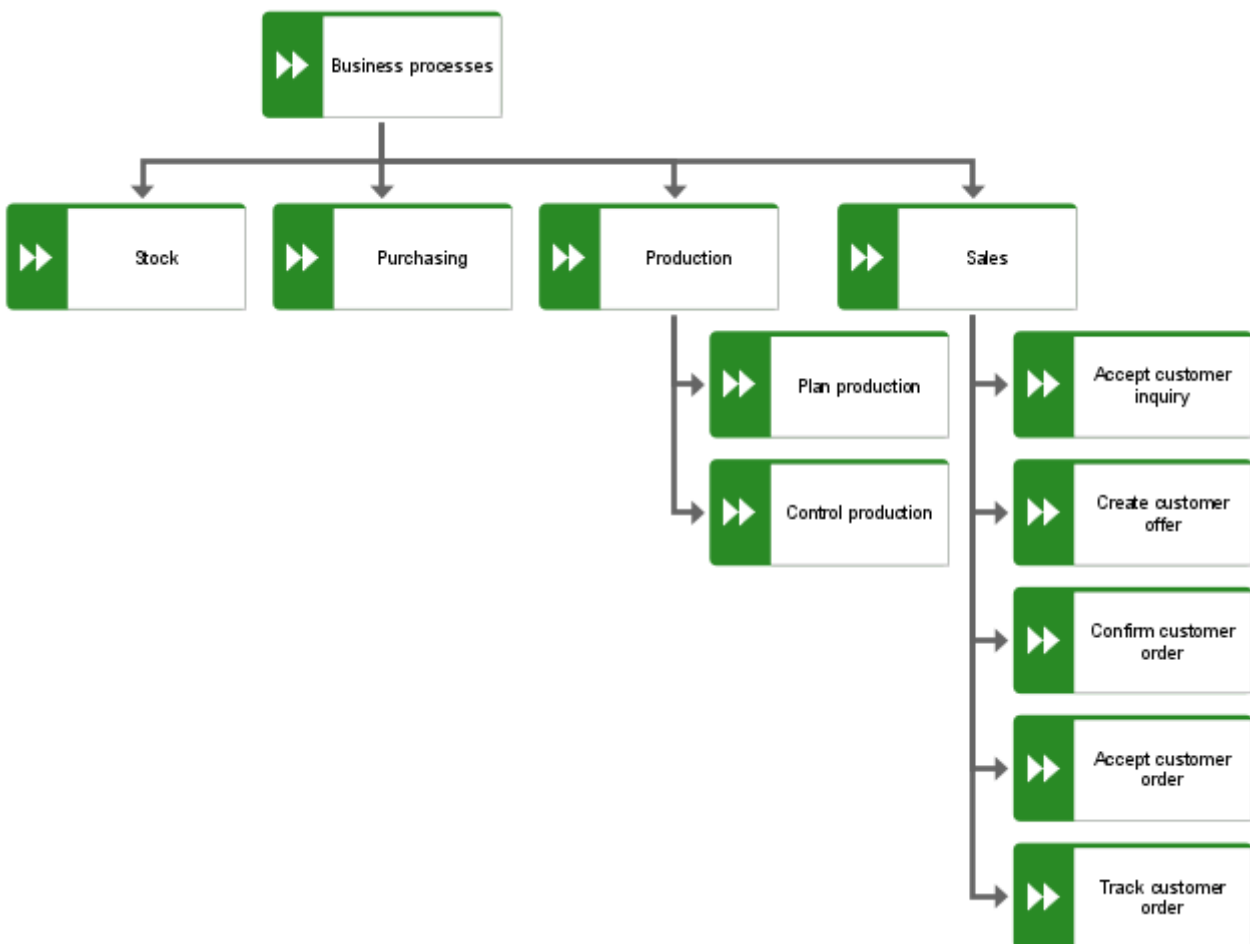 Business processes
Stock
Purchasing
Production
Sales
Plan production
Accept customer
inquiry
Control production
Create customer
offer
Confirm customer
order
Accept customer
order
Track customer
order